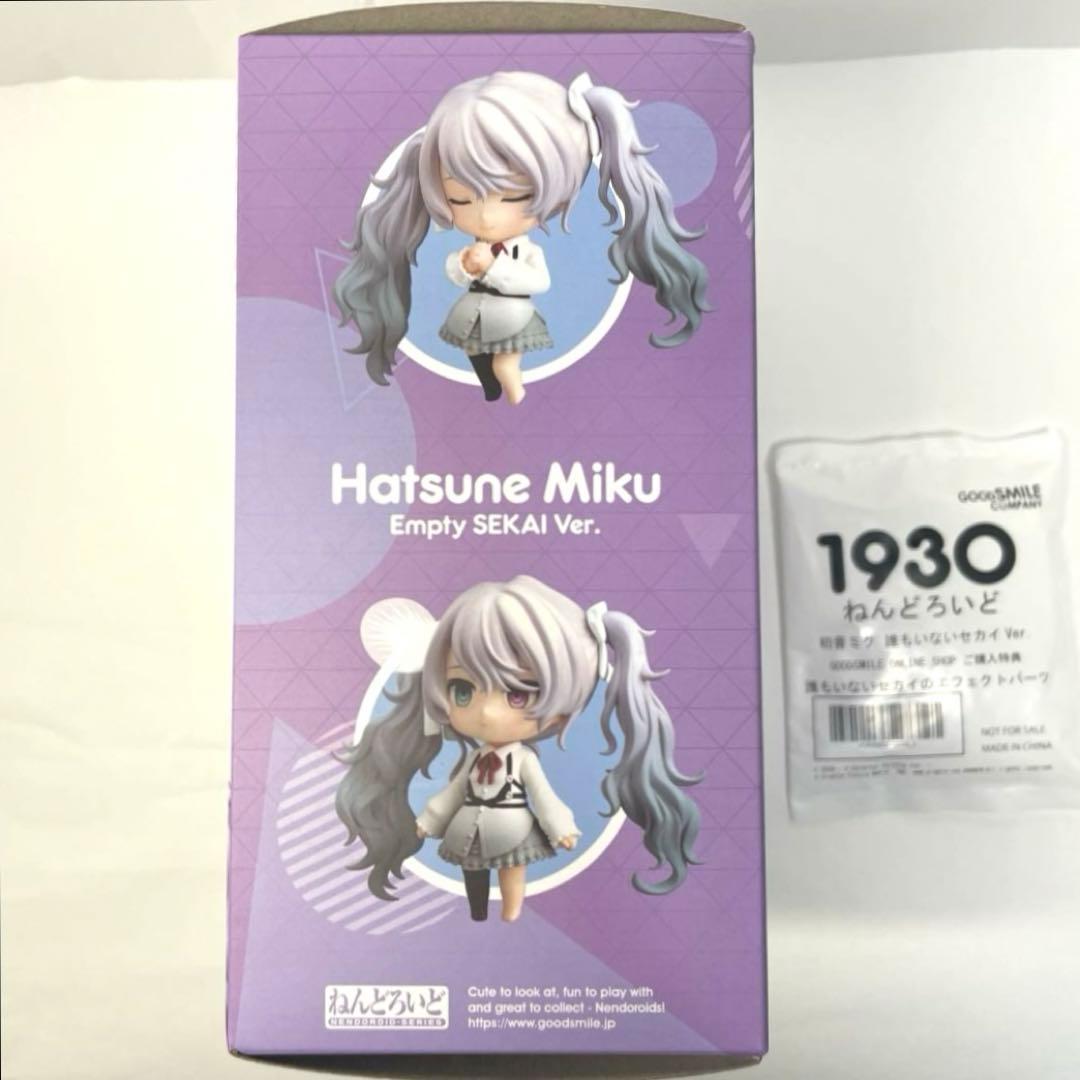 Hatsune Miku
Empty SEKAI Ver.
ねんどろいど
NENDOROID-SERIES
Cute to look at, fun to play with
and great to collect - Nendoroids!
https://www.goodsmile.jp
GOOD SMILE
COMPANY
1930
ねんどろいど
初音ミク 誰もいないセカイ Ver.
GOODSMILE ONLINE SHOP ご購入特典
誰もいないセカイのエフェクトパーツ
NOT FOR SALE
MADE IN CHINA